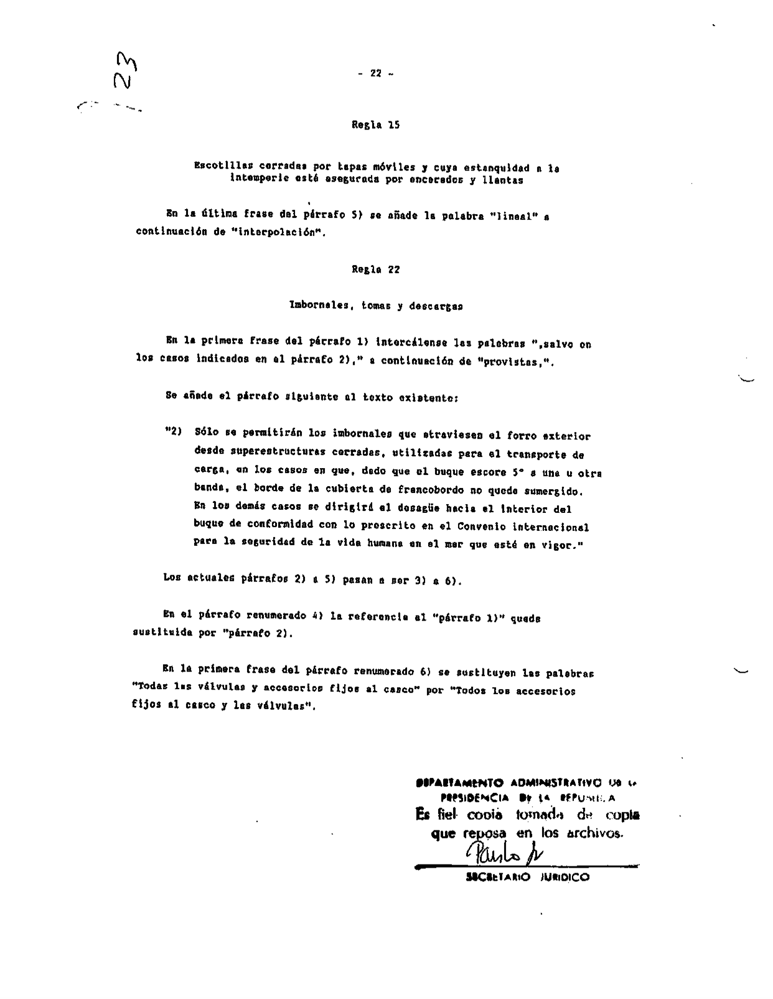 23
- 22 -
Regla 15
Escotillas cerradas por tapas móviles y cuya estanquidad a la
intemperie esté asegurada por encerados y llantas
En la última frase del párrafo 5) se añade la palabra "lineal" a
continuación de "interpolación".
Regla 22
Imbornales, tomas y descargas
En la primera frase del párrafo 1) intercálense las palabras ",salvo en
los casos indicados en el párrafo 2)," a continuación de "provistas,".
Se añade el párrafo siguiente al texto existente:
"2) Sólo se permitirán los imbornales que atraviesen el forro exterior
desde superestructuras cerradas, utilizadas para el transporte de
carga, en los casos en que, dado que el buque escore 5° a una u otra
banda, el borde de la cubierta de francobordo no quede sumergido.
En los demás casos se dirigirá el desagüe hacia el interior del
buque de conformidad con lo prescrito en el Convenio internacional
para la seguridad de la vida humana en el mar que esté en vigor."
Los actuales párrafos 2) a 5) pasan a ser 3) a 6).
En el párrafo renumerado 4) la referencia al "párrafo 1)" queda
sustituida por "párrafo 2).
En la primera frase del párrafo renumerado 6) se sustituyen las palabras
"Todas las válvulas y accesorios fijos al casco" por "Todos los accesorios
fijos al casco y las válvulas".
DEPARTAMENTO ADMINISTRATIVO DE LA
PRESIDENCIA DE LA REPUBLICA
Es fiel copia tomada de copia
que reposa en los archivos.
SECRETARIO JURIDICO